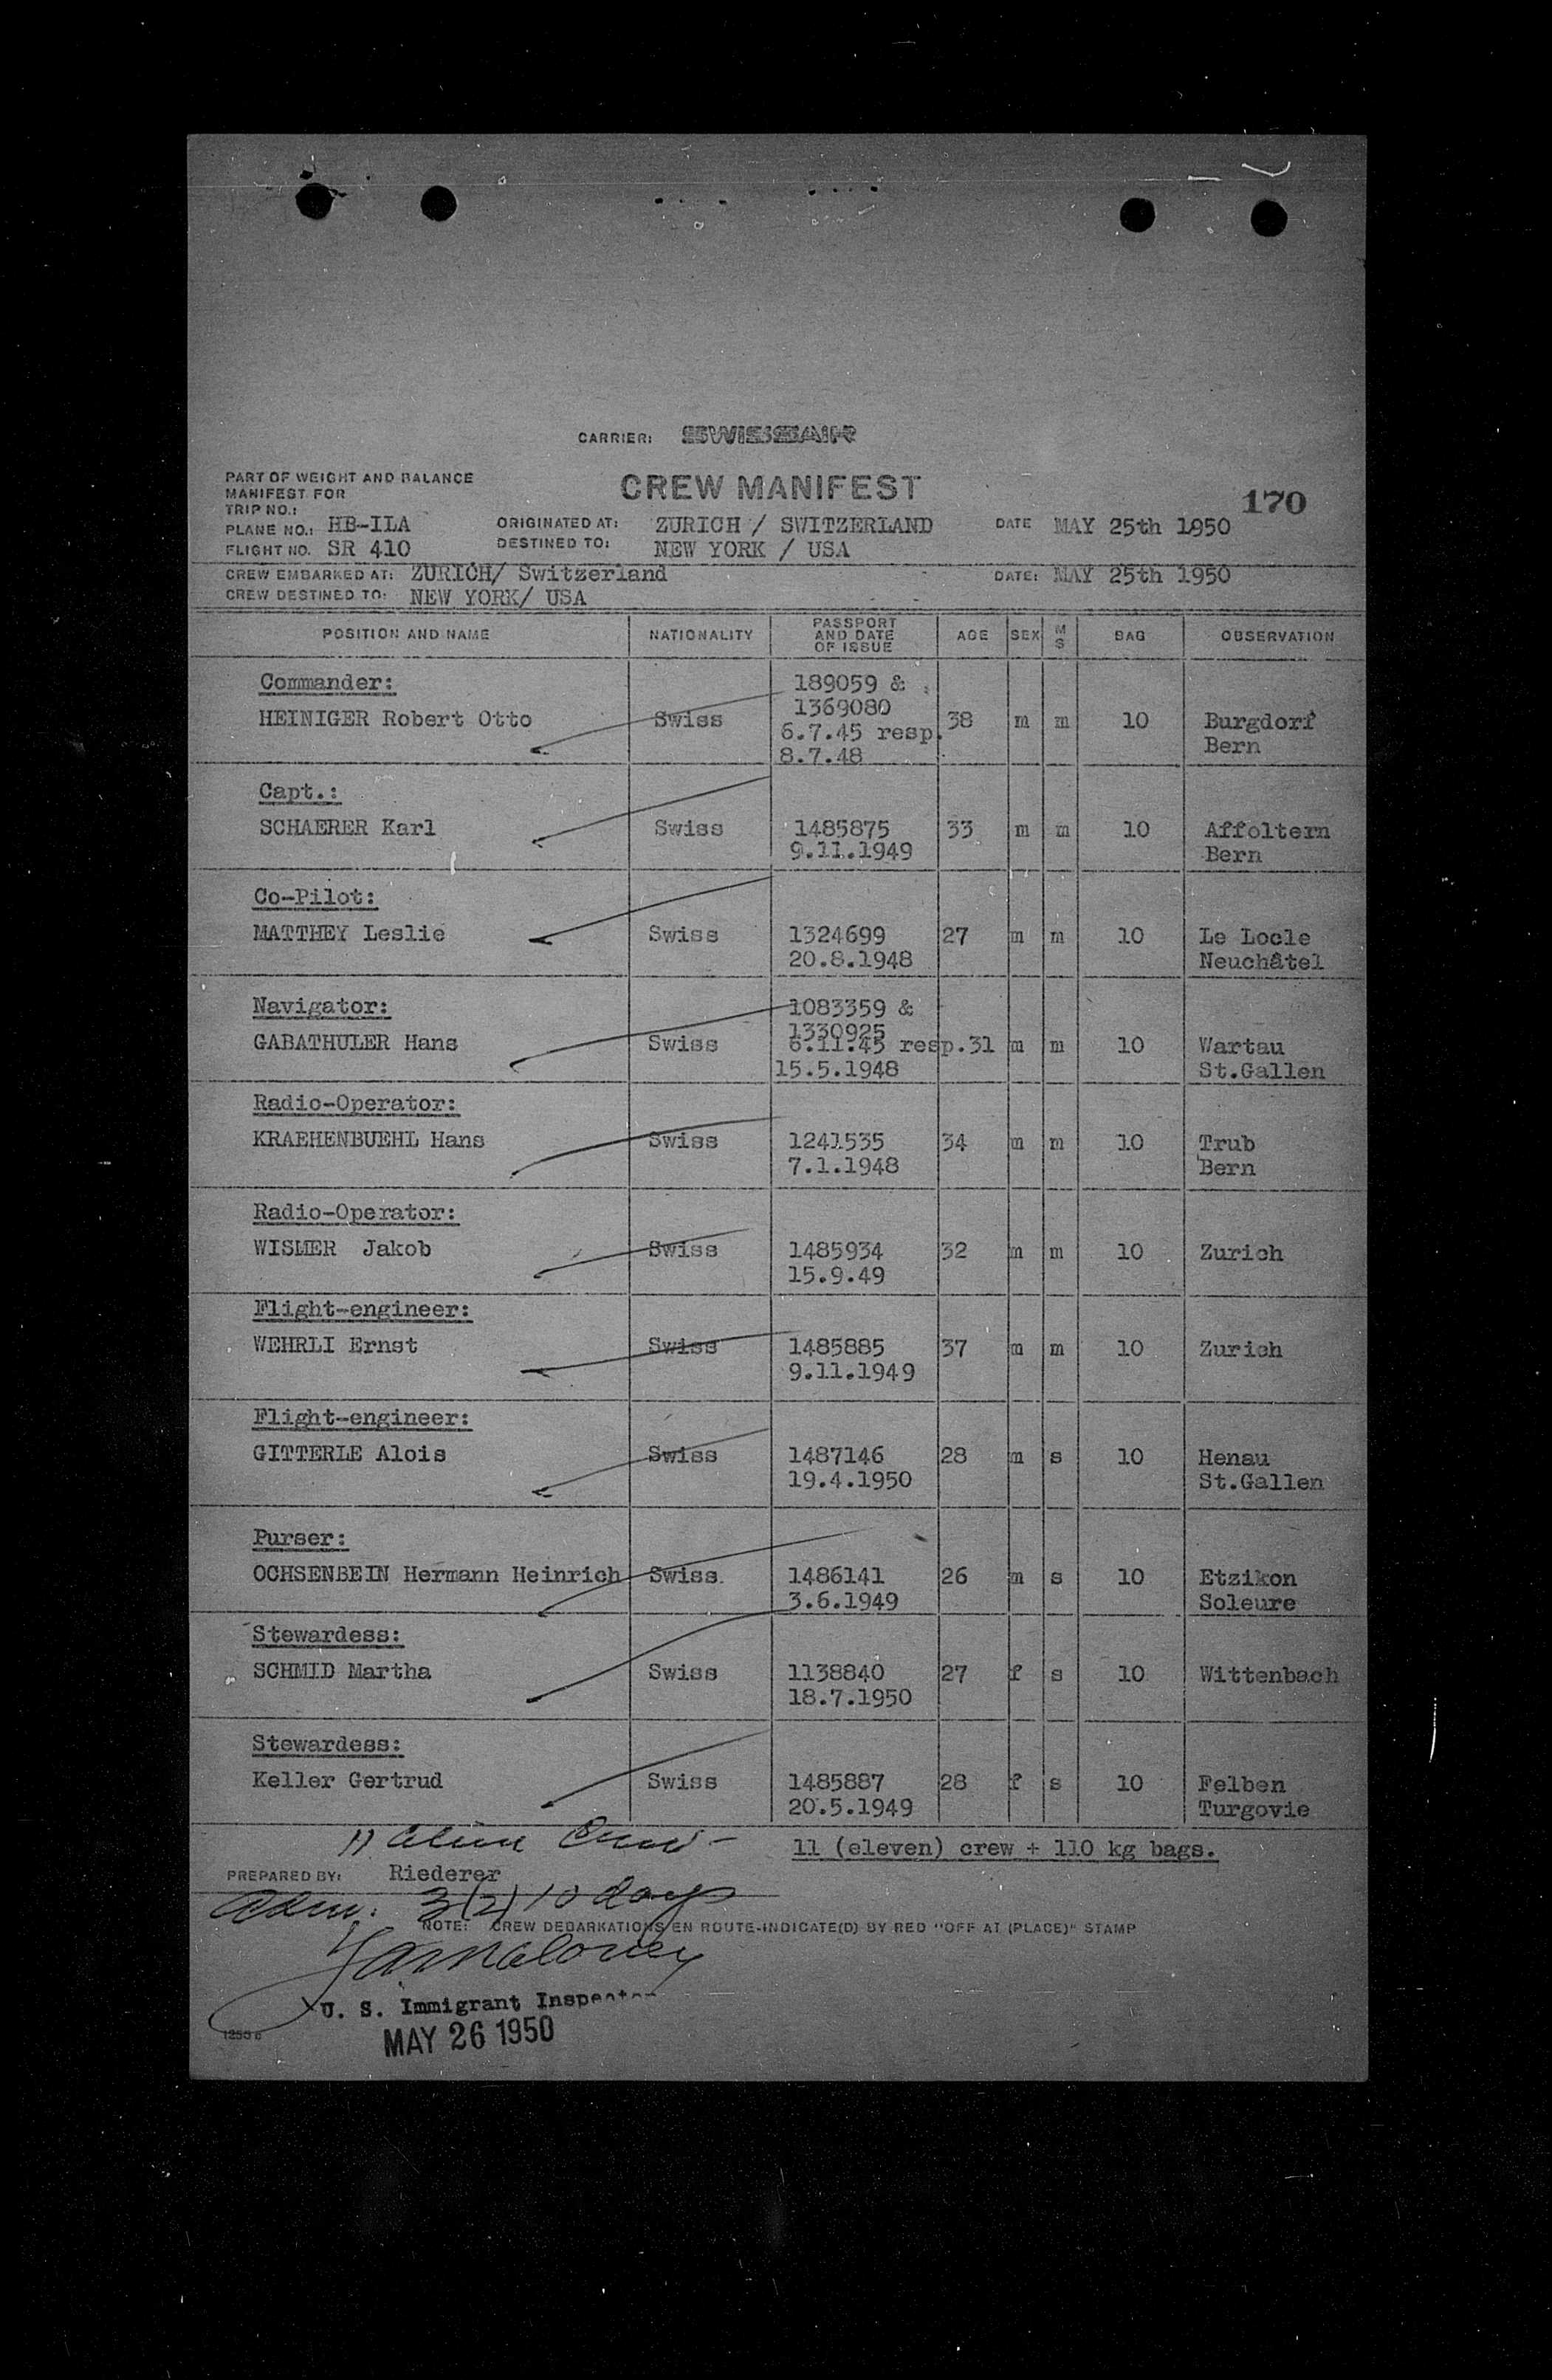 CARRIER: SWISSAIR
PART OF WEIGHT AND BALANCE
MANIFEST FOR
CREW MANIFEST
170
TRIP NO.:
PLANE NO.: HB-ILA ORIGINATED AT: ZURICH / SWITZERLAND DATE MAY 25th 1950
FLIGHT NO. SR 410 DESTINED TO: NEW YORK / USA
CREW EMBARKED AT: ZURICH/ Switzerland DATE: MAY 25th 1950
CREW DESTINED TO: NEW YORK/ USA
POSITION AND NAME NATIONALITY PASSPORT AND DATE OF ISSUE AGE SEX M S BAG OBSERVATION
Commander: 189059 &
HEINIGER Robert Otto Swiss 1369080 38 m m 10 Burgdorf
6.7.45 resp. Bern
8.7.48
Capt.:
SCHAERER Karl Swiss 1485875 33 m m 10 Affoltern
9.11.1949 Bern
Co-Pilot:
MATTHEY Leslie Swiss 1324699 27 m m 10 Le Locle
20.8.1948 Neuchâtel
Navigator: 1083359 &
1330925
GABATHULER Hans Swiss 6.11.45 resp. 31 m m 10 Wartau
15.5.1948 St.Gallen
Radio-Operator:
KRAEHENBUEHL Hans Swiss 1241535 34 m m 10 Trub
7.1.1948 Bern
Radio-Operator:
WISMER Jakob Swiss 1485934 32 m m 10 Zurich
15.9.49
Flight-engineer:
WEHRLI Ernst Swiss 1485885 37 m m 10 Zurich
9.11.1949
Flight-engineer:
GITTERLE Alois Swiss 1487146 28 m s 10 Henau
19.4.1950 St.Gallen
Purser:
OCHSENBEIN Hermann Heinrich Swiss 1486141 26 m s 10 Etzikon
3.6.1949 Soleure
Stewardess:
SCHMID Martha Swiss 1138840 27 f s 10 Wittenbach
18.7.1950
Stewardess:
Keller Gertrud Swiss 1485887 28 f s 10 Felben
20.5.1949 Turgovie
11 alien Crew - 11 (eleven) crew + 110 kg bags.
PREPARED BY: Riederer
Adm. 3(2) 10 days
NOTE: CREW DEBARKATIONS EN ROUTE-INDICATE(D) BY RED "OFF AT (PLACE)" STAMP
U. S. Immigrant Inspector
MAY 26 1950